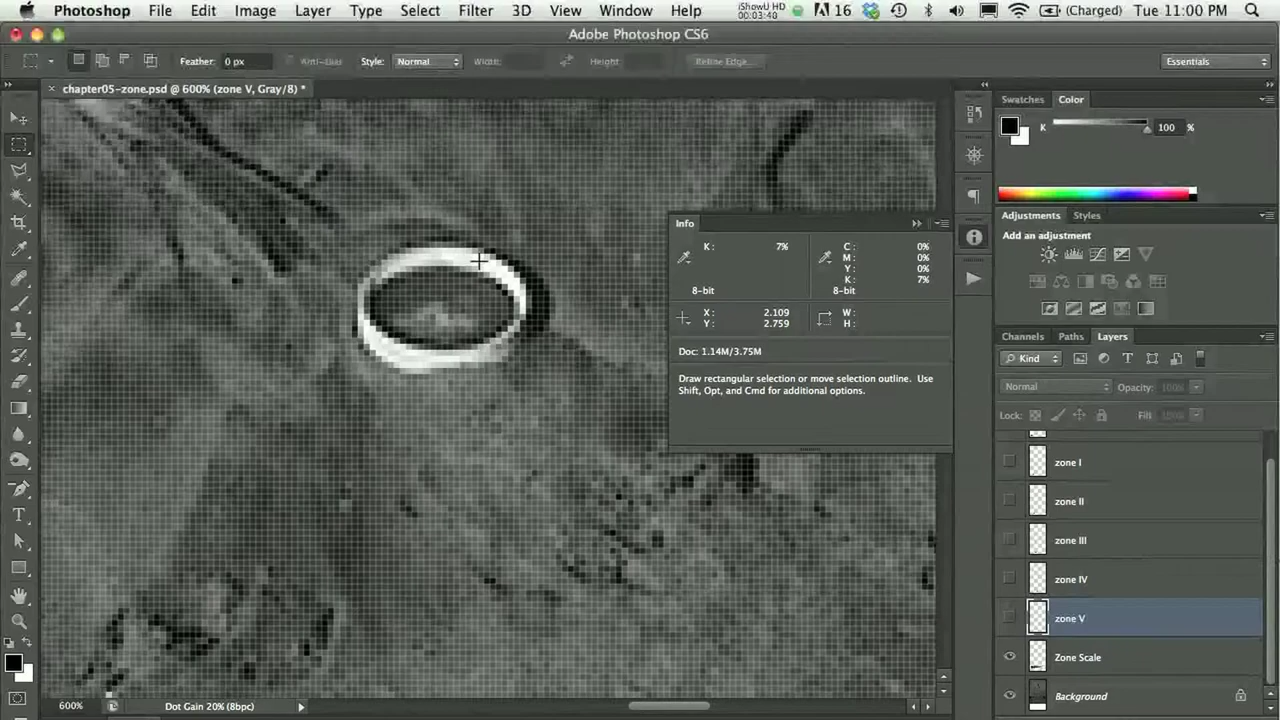 Photoshop File Edit Image Layer Type Select Filter 3D View Window Help iShowU HD 00:03:40 16 (Charged) Tue 11:00 PM
Adobe Photoshop CS6
Feather: 0 px Anti-alias Style: Normal Width: Height: Refine Edge... Essentials
chapter05-zone.psd @ 600% (zone V, Gray/8) *
Swatches Color
K 100 %
Info
K: 7% C: 0%
M: 0%
Y: 0%
K: 7%
8-bit 8-bit
X: 2.109 W:
Y: 2.759 H:
Doc: 1.14M/3.75M
Draw rectangular selection or move selection outline. Use
Shift, Opt, and Cmd for additional options.
Adjustments Styles
Add an adjustment
Channels Paths Layers
Kind
Normal Opacity: 100%
Lock: Fill:
zone I
zone II
zone III
zone IV
zone V
Zone Scale
Background
600% Dot Gain 20% (8bpc)